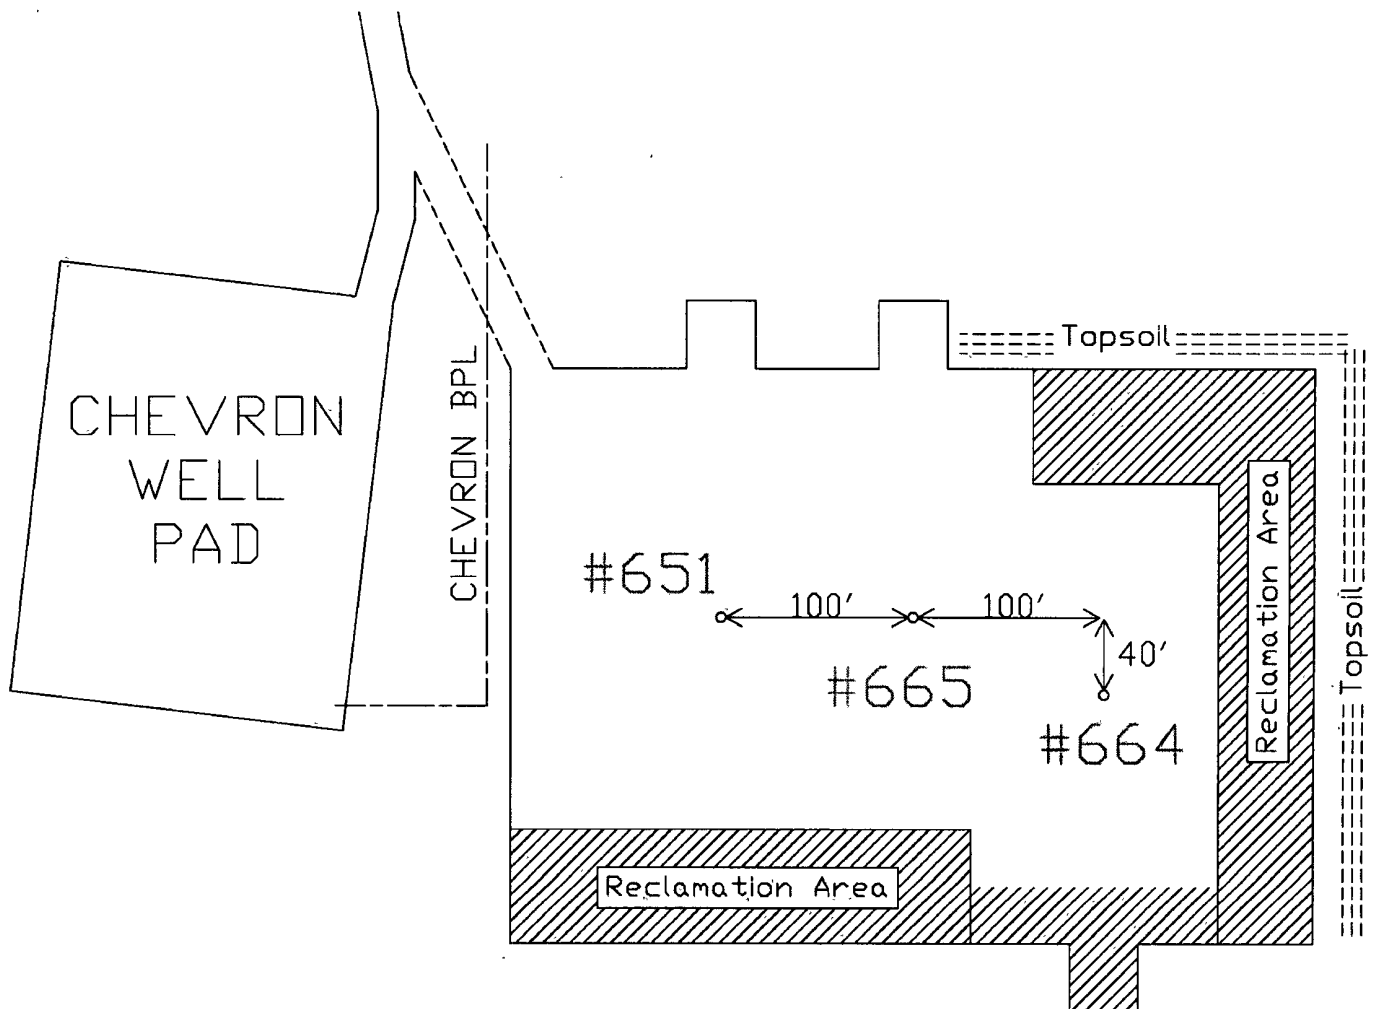 Topsoil
CHEVRON
WELL
PAD
CHEVRON BPL
#651
100'
100'
40'
#665
#664
Reclamation Area
Topsoil
Reclamation Area